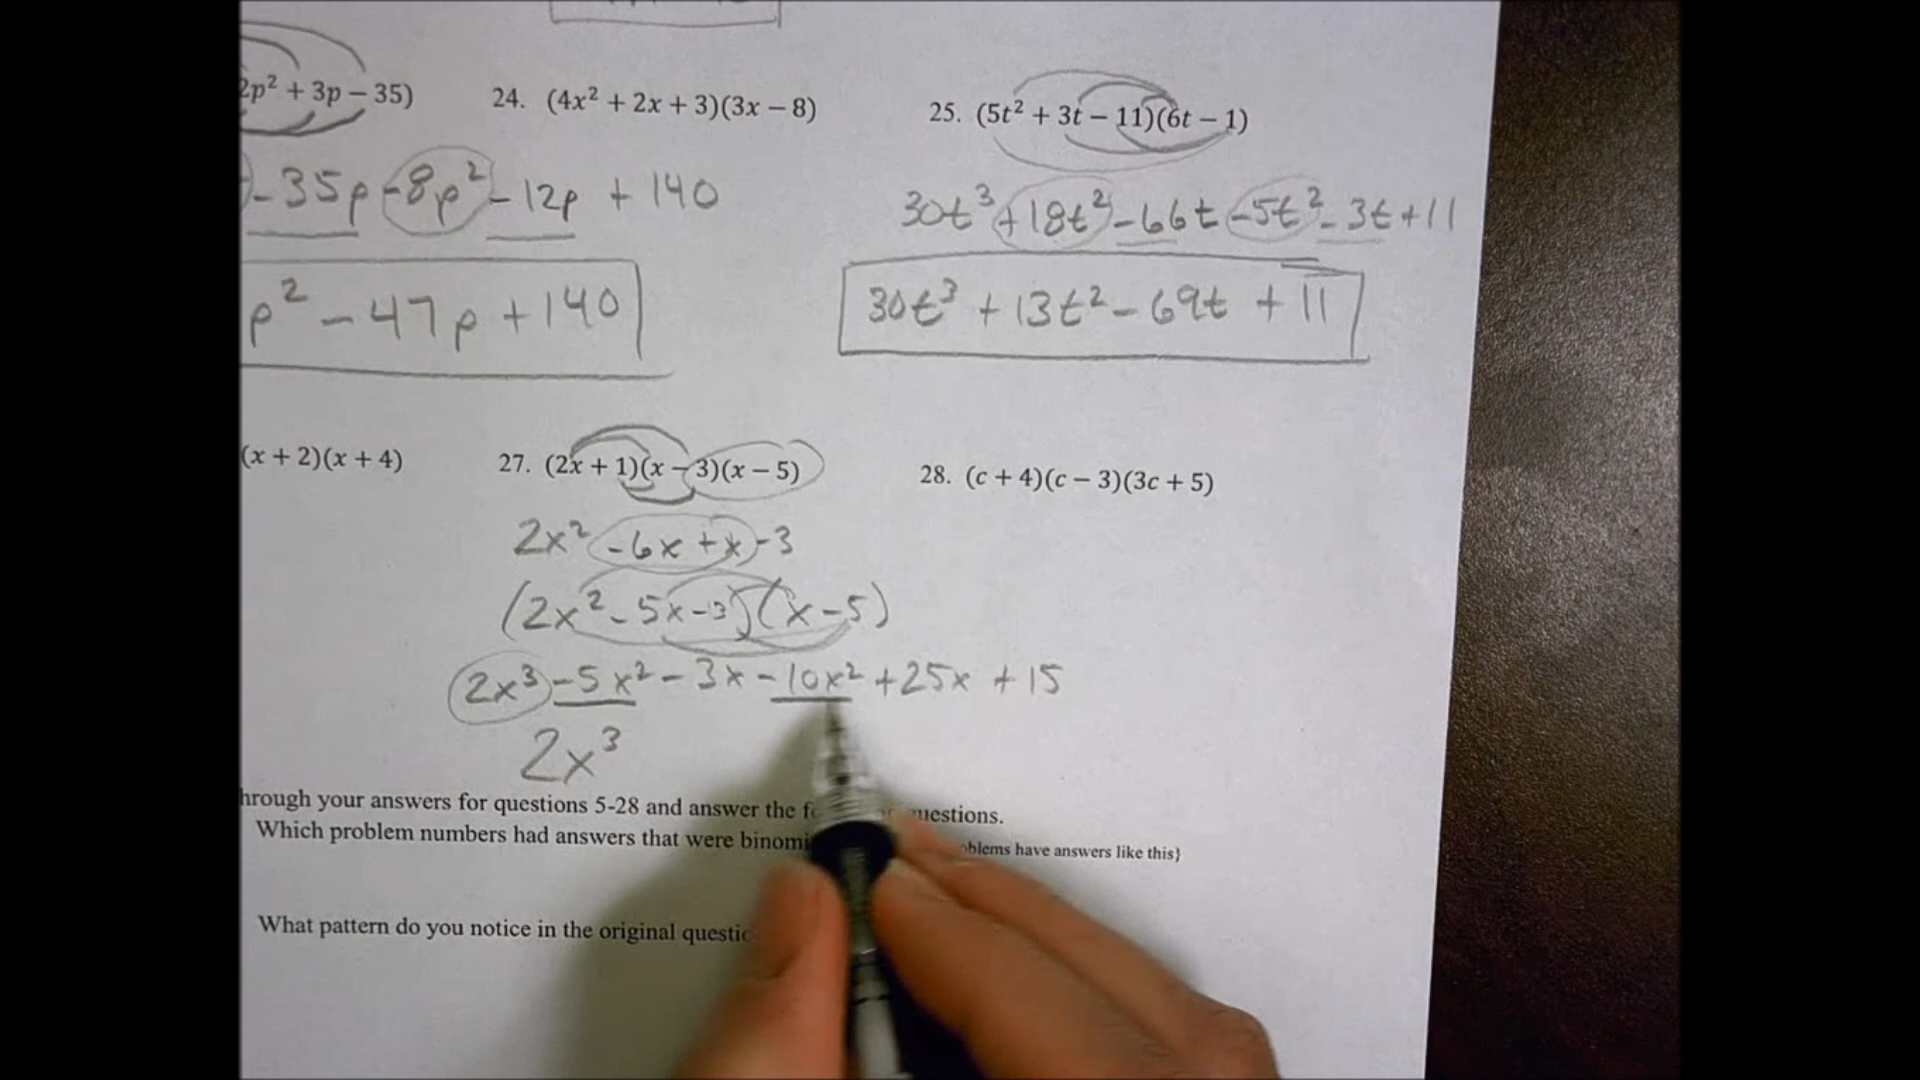 2p² + 3p − 35)
24. (4x² + 2x + 3)(3x − 8)
25. (5t² + 3t − 11)(6t − 1)
- 35p - 8p² - 12p + 140
30t³ + 18t² - 66t - 5t² - 3t + 11
p² - 47p + 140
30t³ + 13t² - 69t + 11
(x + 2)(x + 4)
27. (2x + 1)(x − 3)(x − 5)
28. (c + 4)(c − 3)(3c + 5)
2x² - 6x + x - 3
(2x² - 5x - 3)(x - 5)
2x³ - 5x² - 3x - 10x² + 25x + 15
2x³
hrough your answers for questions 5-28 and answer the uestions.
Which problem numbers had answers that were binomi blems have answers like this}
What pattern do you notice in the original questio